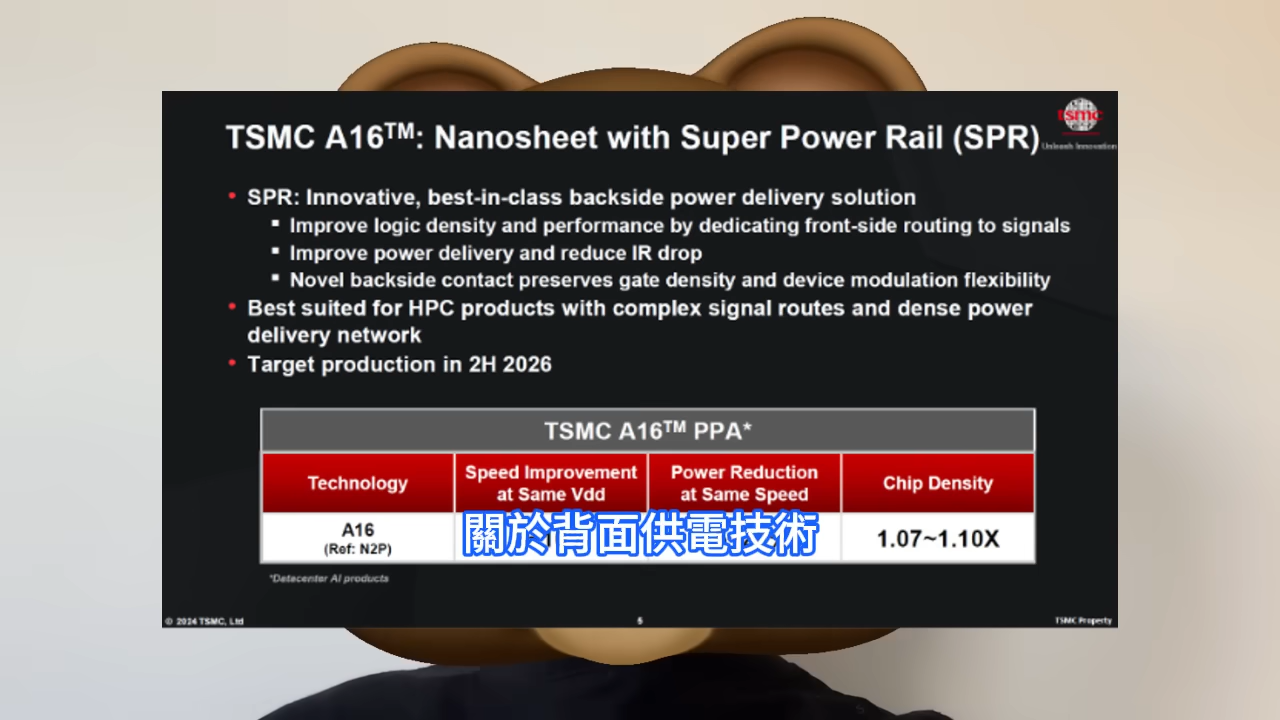 tsmc
TSMC A16™: Nanosheet with Super Power Rail (SPR)
Unleash Innovation
• SPR: Innovative, best-in-class backside power delivery solution
▪ Improve logic density and performance by dedicating front-side routing to signals
▪ Improve power delivery and reduce IR drop
▪ Novel backside contact preserves gate density and device modulation flexibility
• Best suited for HPC products with complex signal routes and dense power
delivery network
• Target production in 2H 2026
TSMC A16™ PPA*
Technology
Speed Improvement
at Same Vdd
Power Reduction
at Same Speed
Chip Density
A16
(Ref: N2P)
1.07~1.10X
關於背面供電技術
*Datecenter AI products
© 2024 TSMC, Ltd
5
TSMC Property